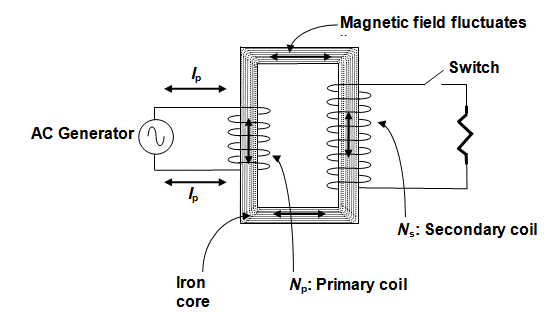 Magnetic field fluctuates
Ip
Switch
AC Generator
Ip
Ns: Secondary coil
Iron
core
Np: Primary coil